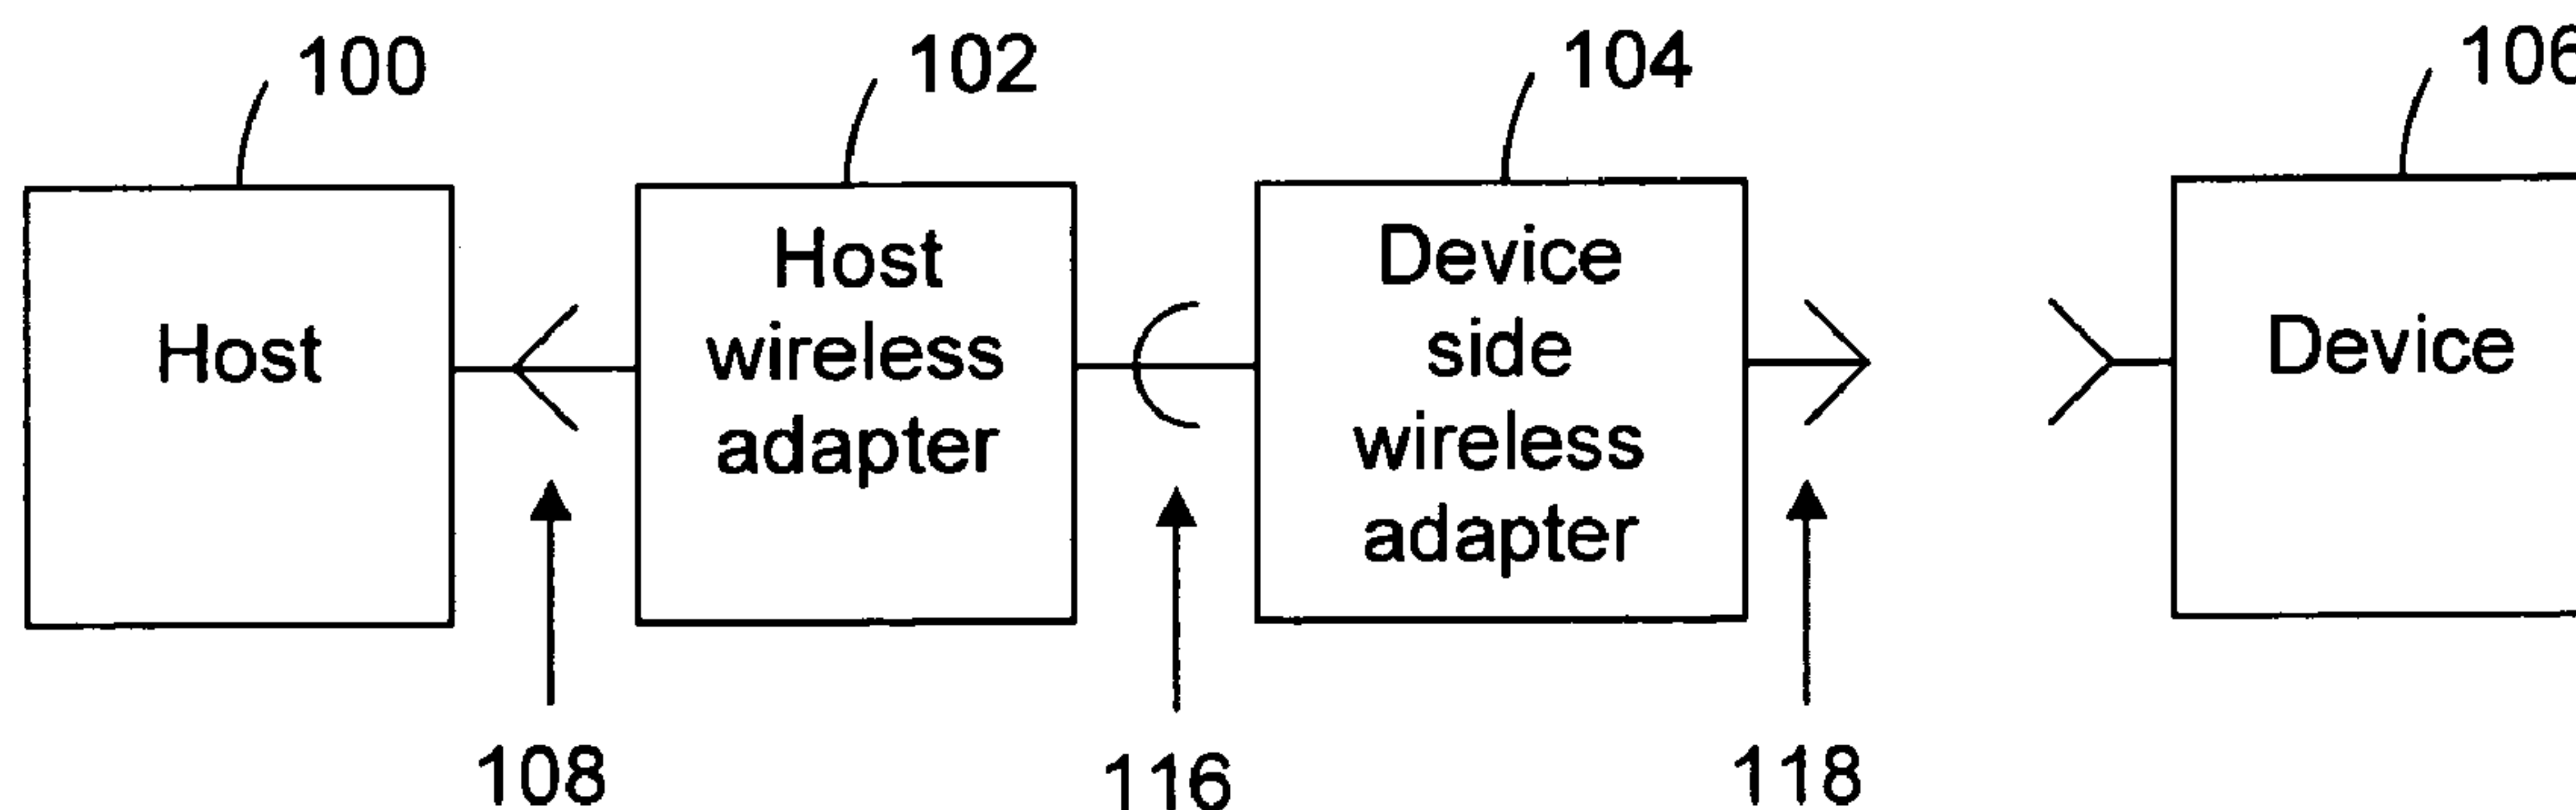 100
102
104
106
Host
Host
wireless
adapter
Device
side
wireless
adapter
Device
108
116
118